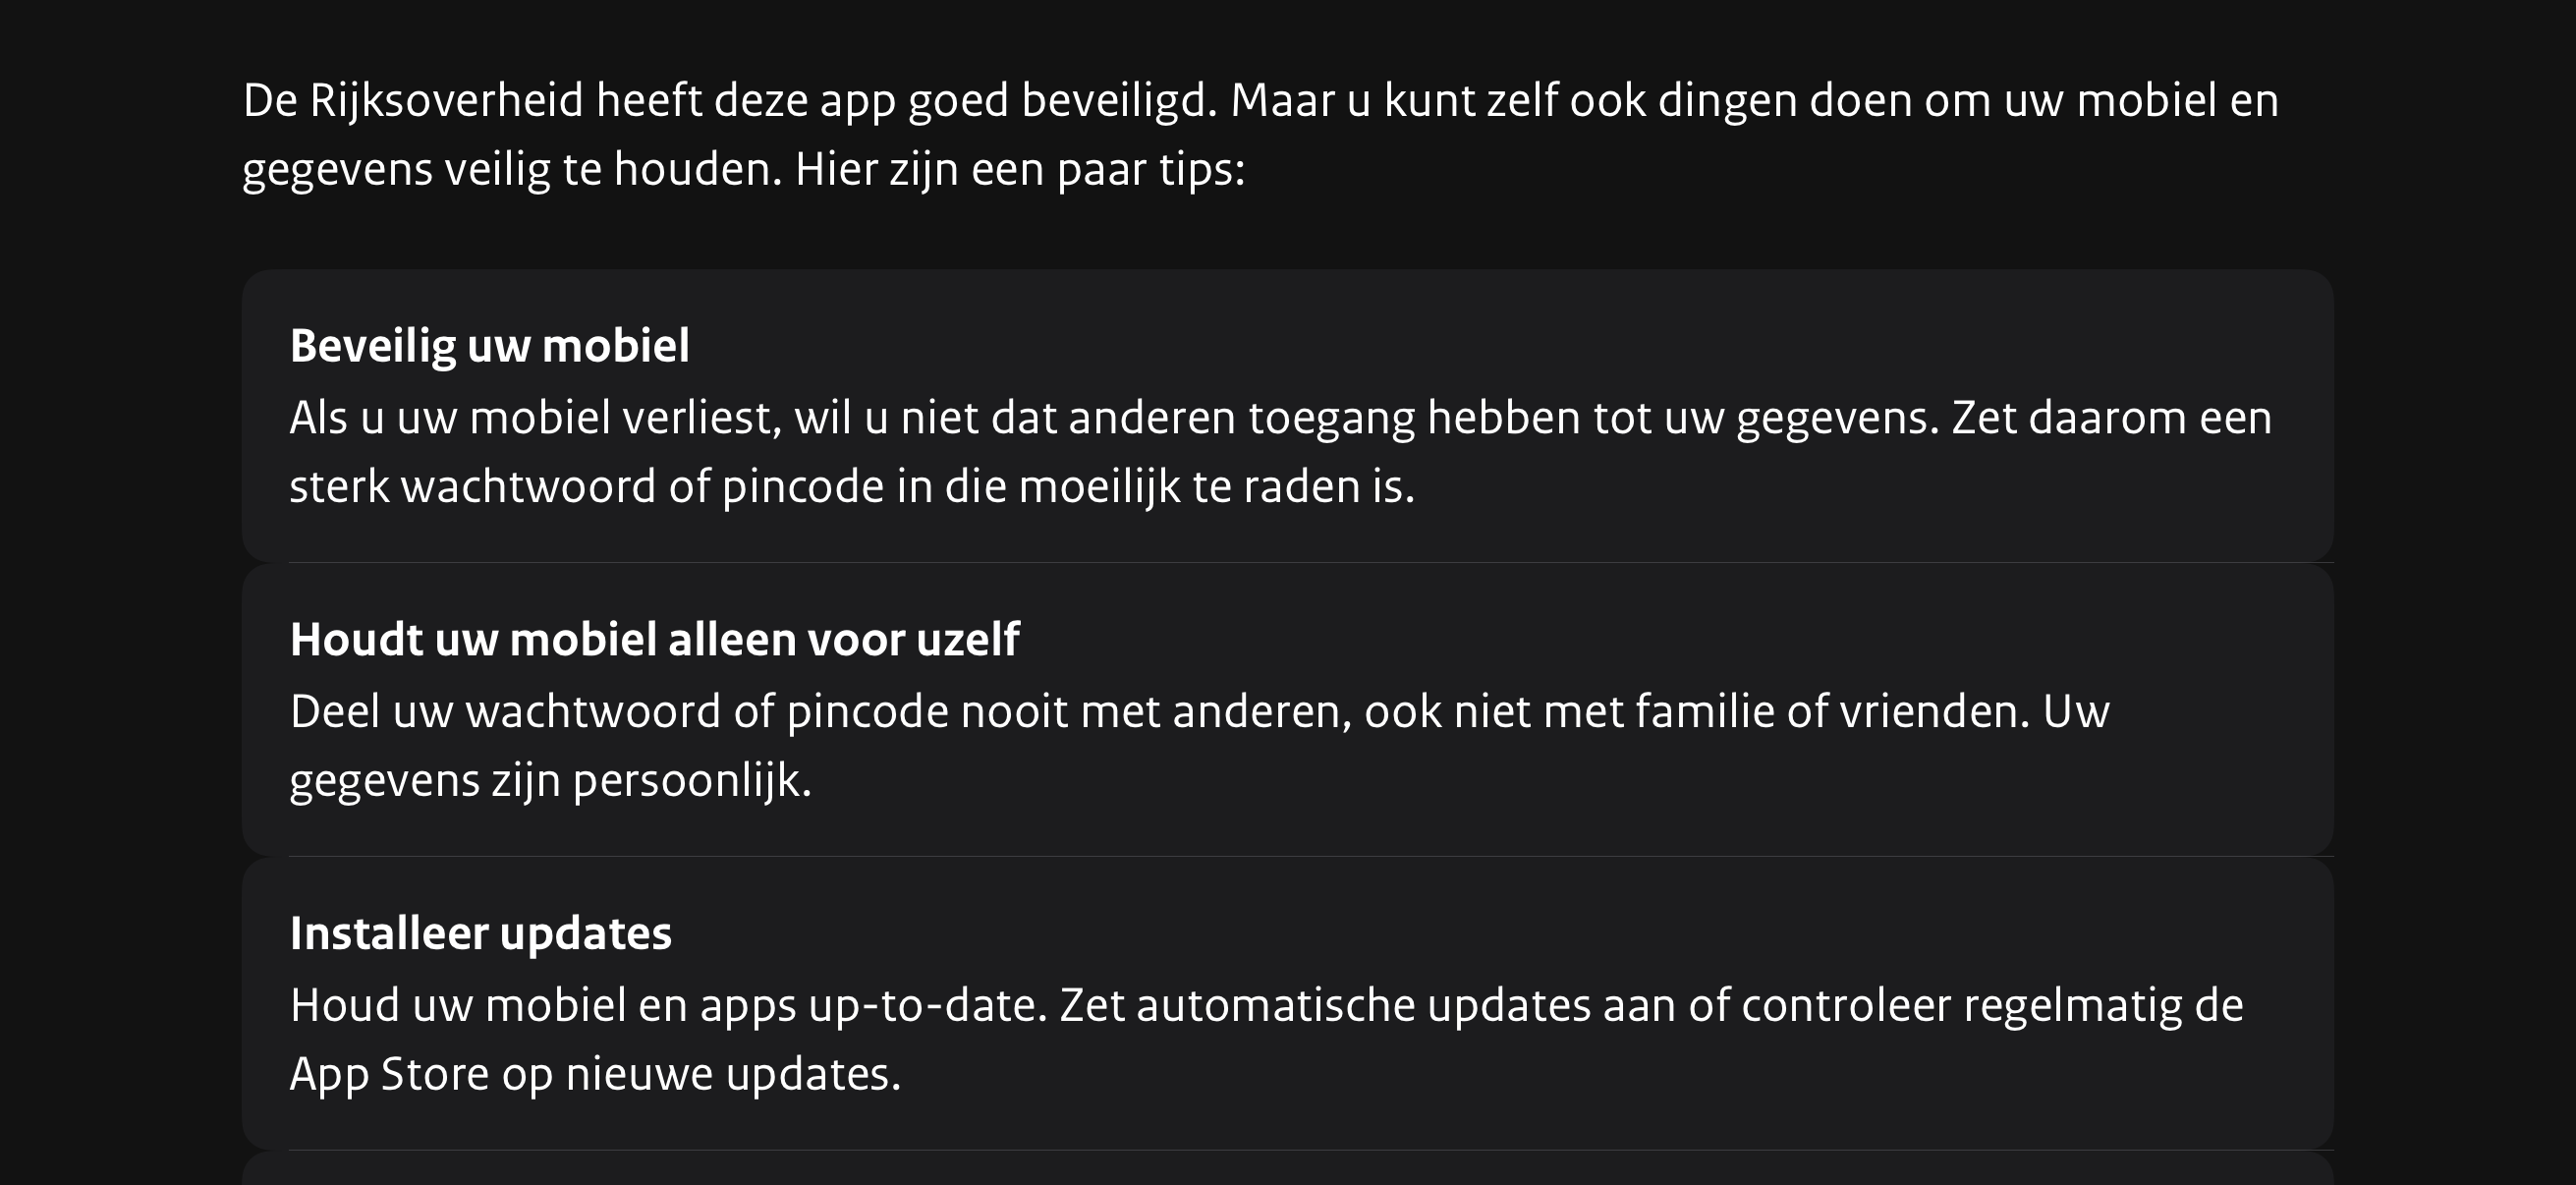 De Rijksoverheid heeft deze app goed beveiligd. Maar u kunt zelf ook dingen doen om uw mobiel en
gegevens veilig te houden. Hier zijn een paar tips:
Beveilig uw mobiel
Als u uw mobiel verliest, wil u niet dat anderen toegang hebben tot uw gegevens. Zet daarom een
sterk wachtwoord of pincode in die moeilijk te raden is.
Houdt uw mobiel alleen voor uzelf
Deel uw wachtwoord of pincode nooit met anderen, ook niet met familie of vrienden. Uw
gegevens zijn persoonlijk.
Installeer updates
Houd uw mobiel en apps up-to-date. Zet automatische updates aan of controleer regelmatig de
App Store op nieuwe updates.